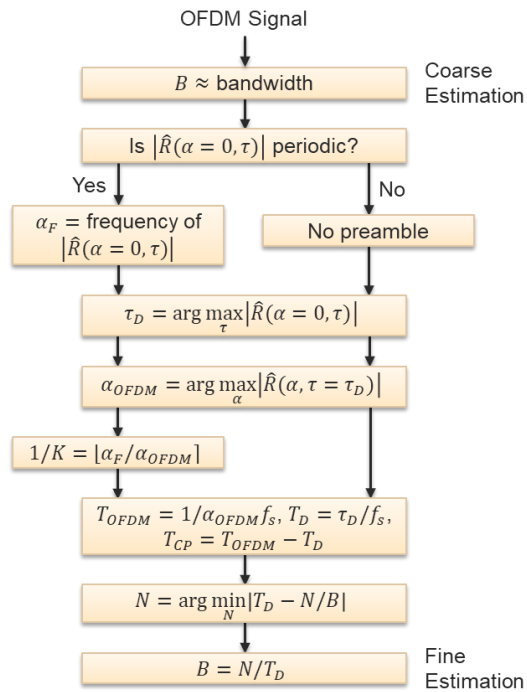 OFDM Signal
B ≈ bandwidth
Coarse
Estimation
Is |R̂(α = 0, τ)| periodic?
Yes
No
α_F = frequency of
|R̂(α = 0, τ)|
No preamble
τ_D = arg max_τ |R̂(α = 0, τ)|
α_OFDM = arg max_α |R̂(α, τ = τ_D)|
1/K = ⌊α_F/α_OFDM⌉
T_OFDM = 1/α_OFDM f_s, T_D = τ_D/f_s,
T_CP = T_OFDM − T_D
N = arg min_N |T_D − N/B|
B = N/T_D
Fine
Estimation